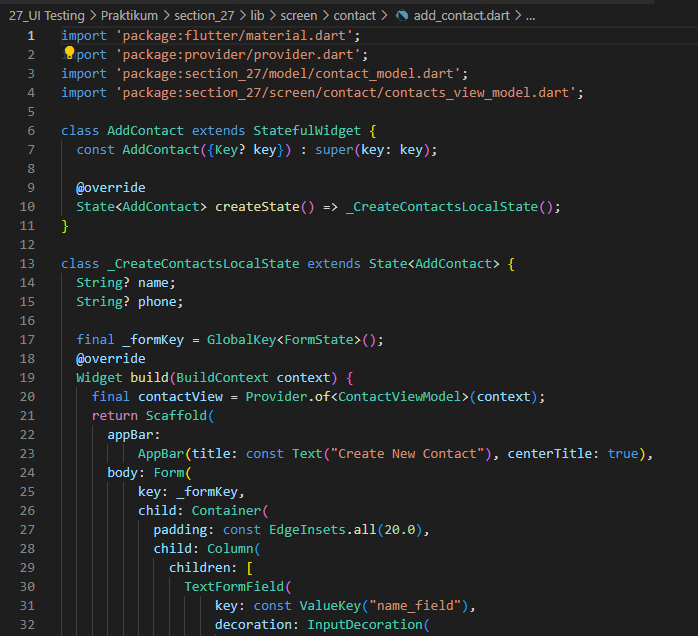 27_UI Testing > Praktikum > section_27 > lib > screen > contact > add_contact.dart > ...
1 import 'package:flutter/material.dart';
2 port 'package:provider/provider.dart';
3 import 'package:section_27/model/contact_model.dart';
4 import 'package:section_27/screen/contact/contacts_view_model.dart';
5
6 class AddContact extends StatefulWidget {
7   const AddContact({Key? key}) : super(key: key);
8
9   @override
10   State<AddContact> createState() => _CreateContactsLocalState();
11 }
12
13 class _CreateContactsLocalState extends State<AddContact> {
14   String? name;
15   String? phone;
16
17   final _formKey = GlobalKey<FormState>();
18   @override
19   Widget build(BuildContext context) {
20     final contactView = Provider.of<ContactViewModel>(context);
21     return Scaffold(
22       appBar:
23           AppBar(title: const Text("Create New Contact"), centerTitle: true),
24       body: Form(
25           key: _formKey,
26           child: Container(
27             padding: const EdgeInsets.all(20.0),
28             child: Column(
29               children: [
30                 TextFormField(
31                     key: const ValueKey("name_field"),
32                     decoration: InputDecoration(